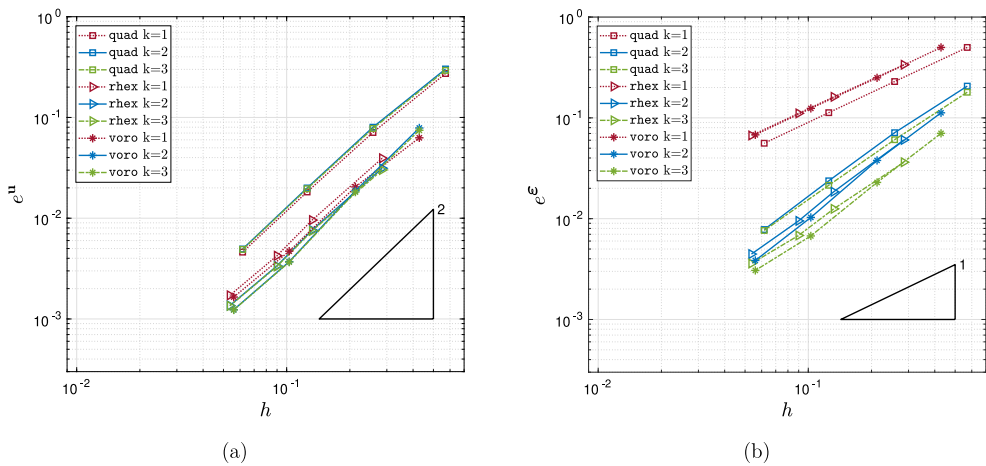 10^0
10^-1
10^-2
10^-3
10^-2
10^-1
e^u
h
quad k=1
quad k=2
quad k=3
rhex k=1
rhex k=2
rhex k=3
voro k=1
voro k=2
voro k=3
2
(a)
10^0
10^-1
10^-2
10^-3
10^-2
10^-1
e^ε
h
quad k=1
quad k=2
quad k=3
rhex k=1
rhex k=2
rhex k=3
voro k=1
voro k=2
voro k=3
1
(b)